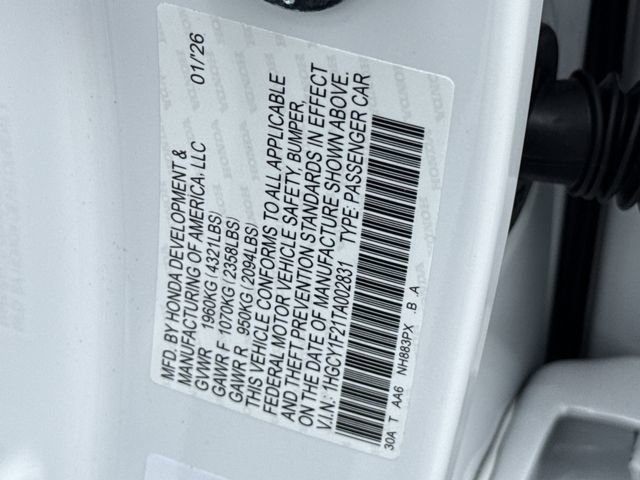 MFD. BY HONDA DEVELOPMENT & 01/'26
MANUFACTURING OF AMERICA, LLC
GVWR 1960KG(4321LBS)
GAWR F 1070KG(2358LBS)
GAWR R 950KG(2094LBS)
THIS VEHICLE CONFORMS TO ALL APPLICABLE
FEDERAL MOTOR VEHICLE SAFETY, BUMPER,
AND THEFT PREVENTION STANDARDS IN EFFECT
ON THE DATE OF MANUFACTURE SHOWN ABOVE.
V.I.N.: 1HGCY1F21TA002831 TYPE: PASSENGER CAR
30A T AA6 NH883PX B A